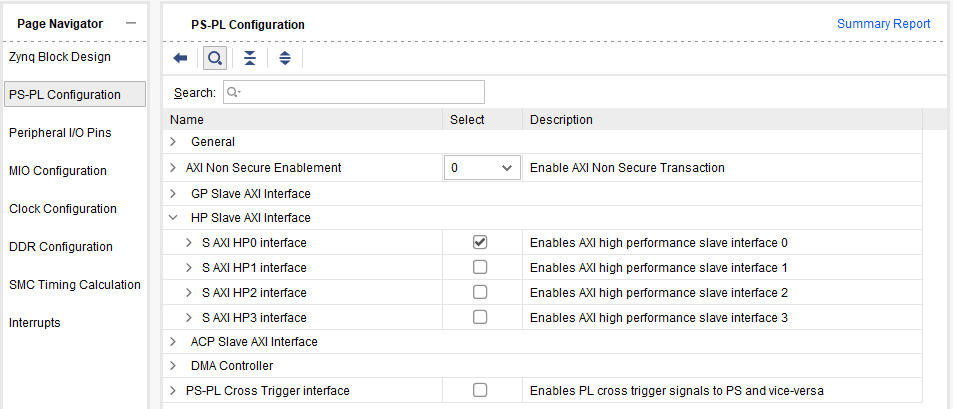 Page Navigator
Zynq Block Design
PS-PL Configuration
Peripheral I/O Pins
MIO Configuration
Clock Configuration
DDR Configuration
SMC Timing Calculation
Interrupts
PS-PL Configuration Summary Report
Search:
Name Select Description
General
AXI Non Secure Enablement 0 Enable AXI Non Secure Transaction
GP Slave AXI Interface
HP Slave AXI Interface
S AXI HP0 interface Enables AXI high performance slave interface 0
S AXI HP1 interface Enables AXI high performance slave interface 1
S AXI HP2 interface Enables AXI high performance slave interface 2
S AXI HP3 interface Enables AXI high performance slave interface 3
ACP Slave AXI Interface
DMA Controller
PS-PL Cross Trigger interface Enables PL cross trigger signals to PS and vice-versa